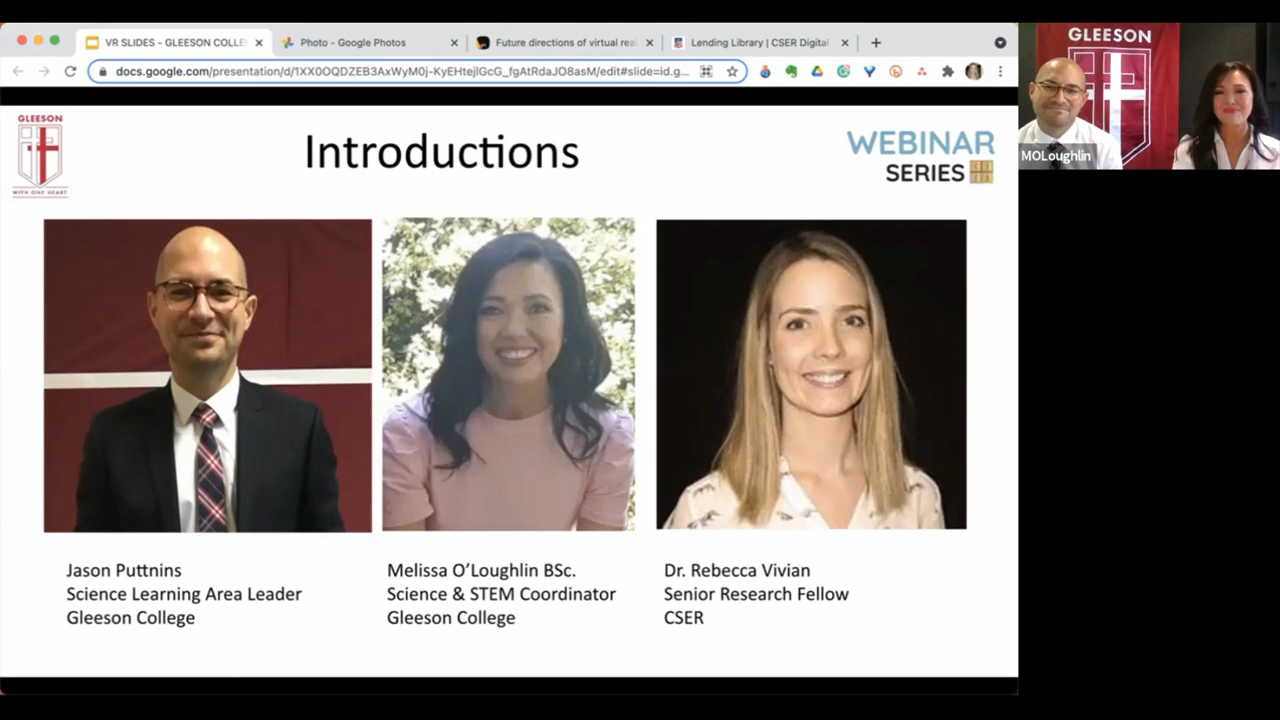 VR SLIDES - GLEESON COLLE
Photo - Google Photos
Future directions of virtual real
Lending Library | CSER Digital
docs.google.com/presentation/d/1XX0OQDZEB3AxWyM0j-KyEHtejlGcG_fgAtRdaJO8asM/edit#slide=id.g...
GLEESON
WITH ONE HEART
Introductions
WEBINAR
SERIES
Jason Puttnins
Science Learning Area Leader
Gleeson College
Melissa O'Loughlin BSc.
Science & STEM Coordinator
Gleeson College
Dr. Rebecca Vivian
Senior Research Fellow
CSER
GLEESON
MOLoughlin